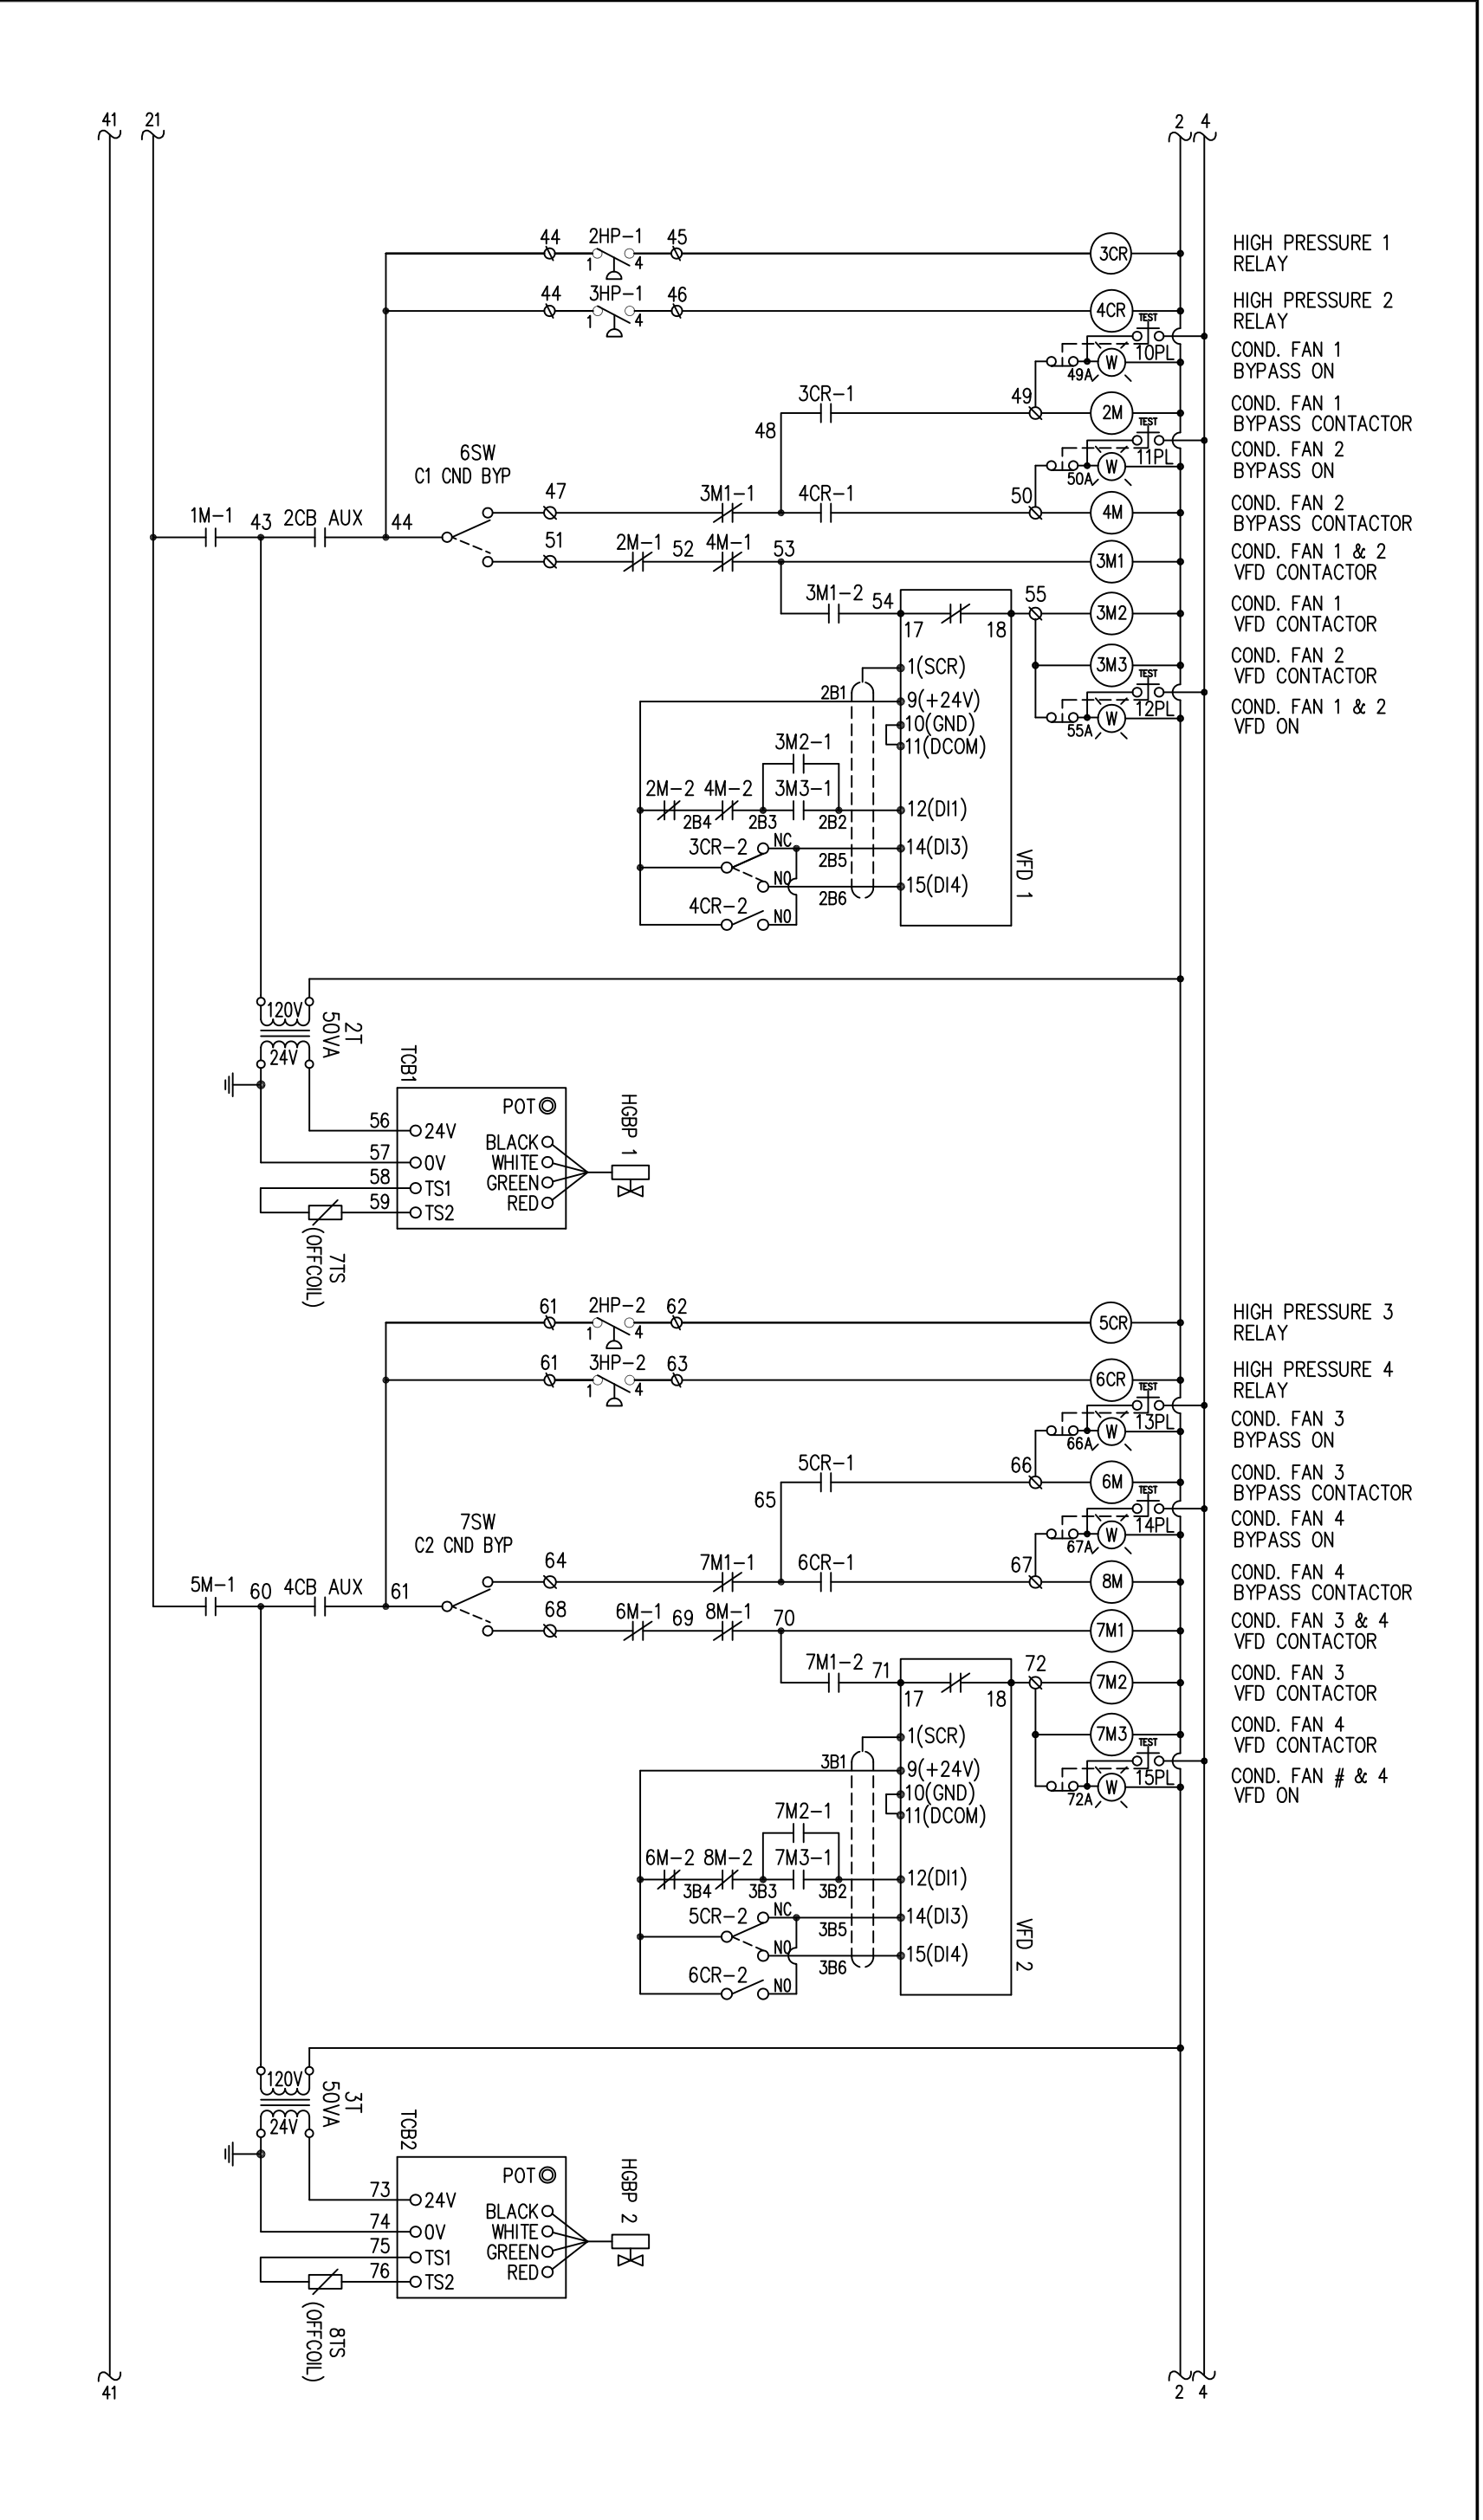 41
21
2
4
44
2HP-1
45
1
4
3CR
HIGH PRESSURE 1
RELAY
44
3HP-1
46
1
4
4CR
HIGH PRESSURE 2
RELAY
TEST
10PL
49A
W
COND. FAN 1
BYPASS ON
3CR-1
49
48
2M
COND. FAN 1
BYPASS CONTACTOR
TEST
11PL
50A
W
COND. FAN 2
BYPASS ON
6SW
C1 CND BYP
47
3M1-1
4CR-1
50
4M
COND. FAN 2
BYPASS CONTACTOR
1M-1
43
2CB AUX
44
51
2M-1
52
4M-1
53
3M1
COND. FAN 1 & 2
VFD CONTACTOR
3M1-2
54
17
18
55
3M2
COND. FAN 1
VFD CONTACTOR
1(SCR)
3M3
COND. FAN 2
VFD CONTACTOR
TEST
12PL
55A
W
COND. FAN 1 & 2
VFD ON
2B1
9(+24V)
10(GND)
11(DCOM)
3M2-1
2M-2
4M-2
3M3-1
2B4
2B3
2B2
12(DI1)
3CR-2
NC
2B5
14(DI3)
NO
2B6
15(DI4)
4CR-2
NO
VFD 1
120V
24V
2T
50VA
TCB1
POT
56
24V
57
0V
58
TS1
59
TS2
BLACK
WHITE
GREEN
RED
HGBP 1
7TS
(OFFCOIL)
61
2HP-2
62
1
4
5CR
HIGH PRESSURE 3
RELAY
61
3HP-2
63
1
4
6CR
HIGH PRESSURE 4
RELAY
TEST
13PL
66A
W
COND. FAN 3
BYPASS ON
5CR-1
66
65
6M
COND. FAN 3
BYPASS CONTACTOR
TEST
14PL
67A
W
COND. FAN 4
BYPASS ON
7SW
C2 CND BYP
64
7M1-1
6CR-1
67
8M
COND. FAN 4
BYPASS CONTACTOR
5M-1
60
4CB AUX
61
68
6M-1
69
8M-1
70
7M1
COND. FAN 3 & 4
VFD CONTACTOR
7M1-2
71
17
18
72
7M2
COND. FAN 3
VFD CONTACTOR
1(SCR)
7M3
COND. FAN 4
VFD CONTACTOR
TEST
15PL
72A
W
COND. FAN # & 4
VFD ON
3B1
9(+24V)
10(GND)
11(DCOM)
7M2-1
6M-2
8M-2
7M3-1
3B4
3B3
3B2
12(DI1)
5CR-2
NC
3B5
14(DI3)
NO
3B6
15(DI4)
6CR-2
NO
VFD 2
120V
24V
3T
50VA
TCB2
POT
73
24V
74
0V
75
TS1
76
TS2
BLACK
WHITE
GREEN
RED
HGBP 2
8TS
(OFFCOIL)
41
2
4